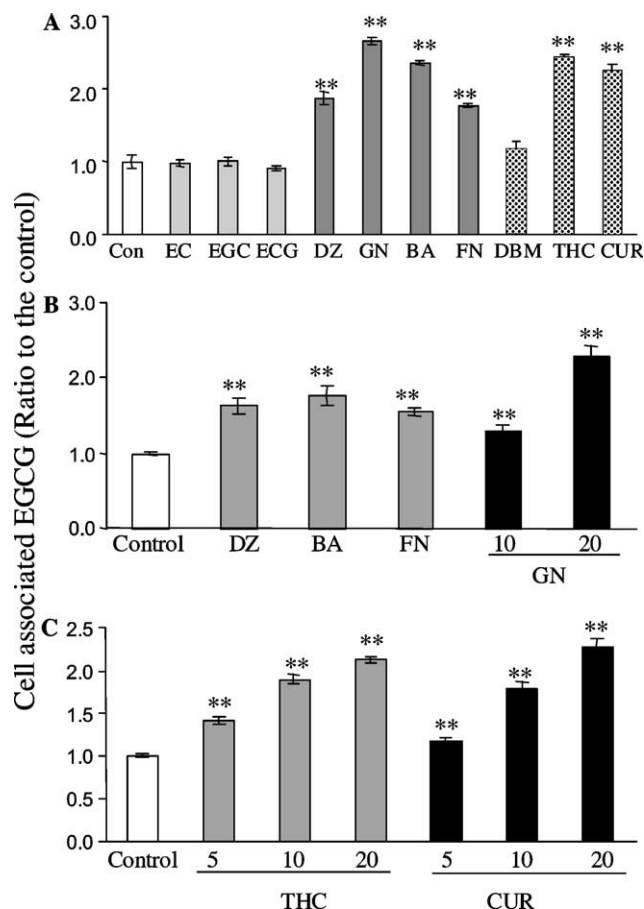 Cell associated EGCG (Ratio to the control)
A
3.0
2.0
1.0
0.0
** ** ** ** ** **
Con EC EGC ECG DZ GN BA FN DBM THC CUR
B
3.0
2.0
1.0
0.0
** ** ** ** **
Control DZ BA FN 10 20
GN
C
2.5
2.0
1.5
1.0
0.5
0.0
** ** ** ** ** **
Control 5 10 20 5 10 20
THC CUR